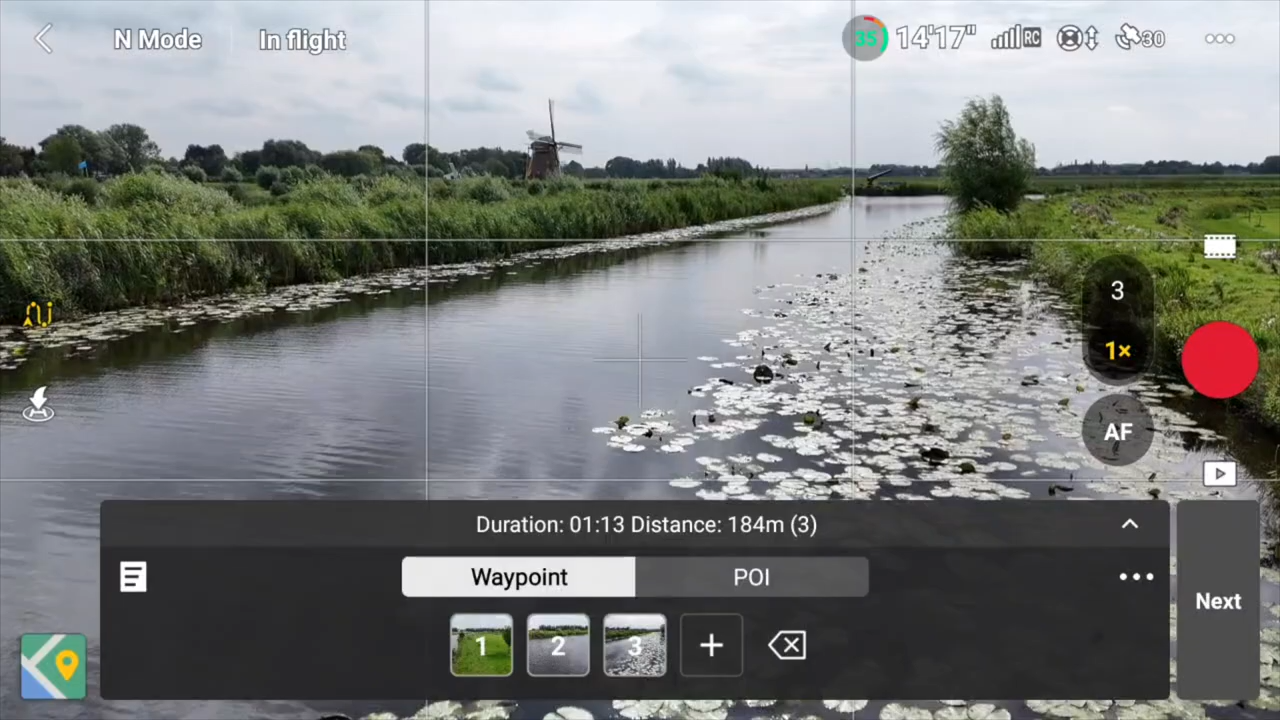 N Mode In flight 35 14'17" RC 30
3
1×
AF
Duration: 01:13 Distance: 184m (3)
Waypoint POI
Next
1 2 3 +